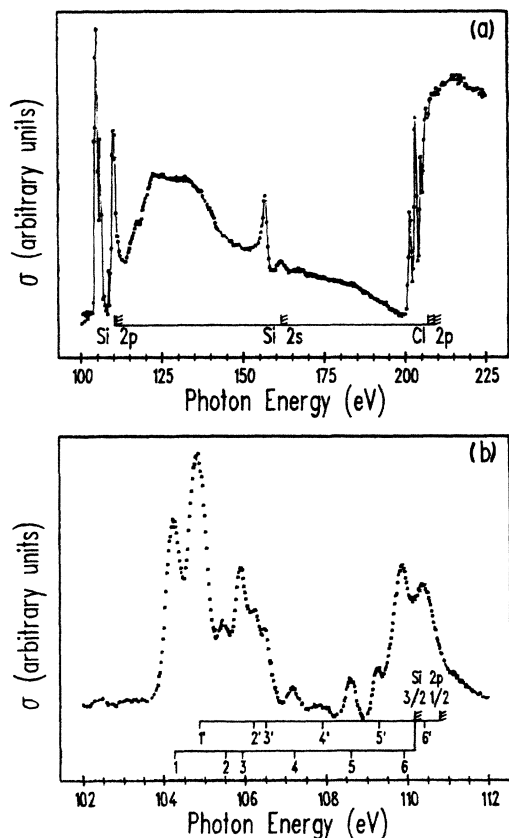 (a)
σ (arbitrary units)
Si 2p
Si 2s
Cl 2p
100 125 150 175 200 225
Photon Energy (eV)
(b)
σ (arbitrary units)
Si 2p
3/2 1/2
1' 2' 3' 4' 5' 6'
1 2 3 4 5 6
102 104 106 108 110 112
Photon Energy (eV)